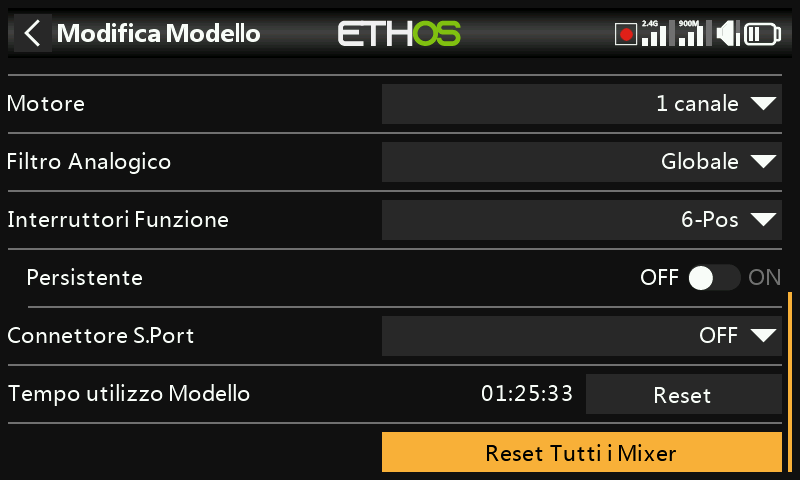 Modifica Modello ETHOS 2.4G 900M
Motore 1 canale
Filtro Analogico Globale
Interruttori Funzione 6-Pos
Persistente OFF ON
Connettore S.Port OFF
Tempo utilizzo Modello 01:25:33 Reset
Reset Tutti i Mixer